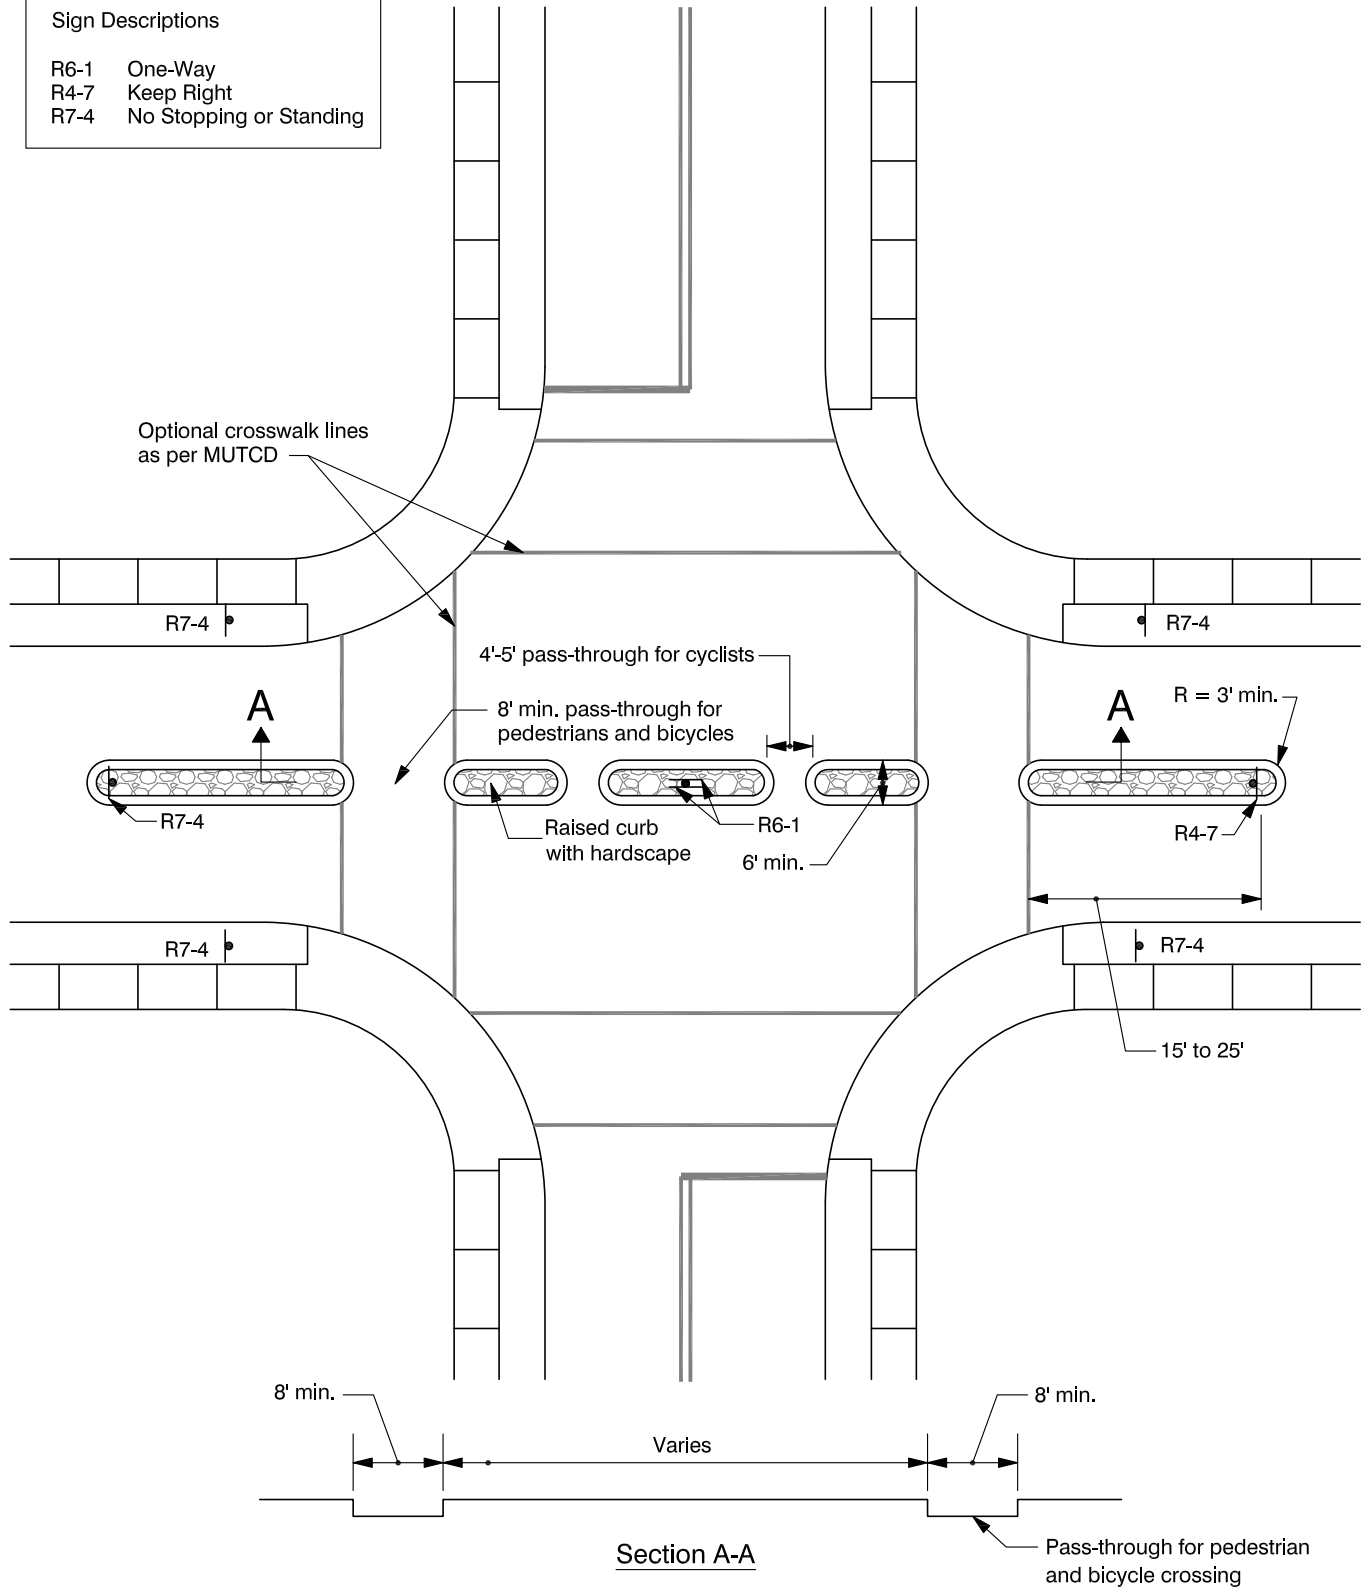 Sign Descriptions
R6-1 One-Way
R4-7 Keep Right
R7-4 No Stopping or Standing
Optional crosswalk lines
as per MUTCD
R7-4
R7-4
4'-5' pass-through for cyclists
A
8' min. pass-through for
pedestrians and bicycles
A
R = 3' min.
R7-4
Raised curb
with hardscape
R6-1
6' min.
R4-7
R7-4
R7-4
15' to 25'
8' min.
Varies
8' min.
Section A-A
Pass-through for pedestrian
and bicycle crossing